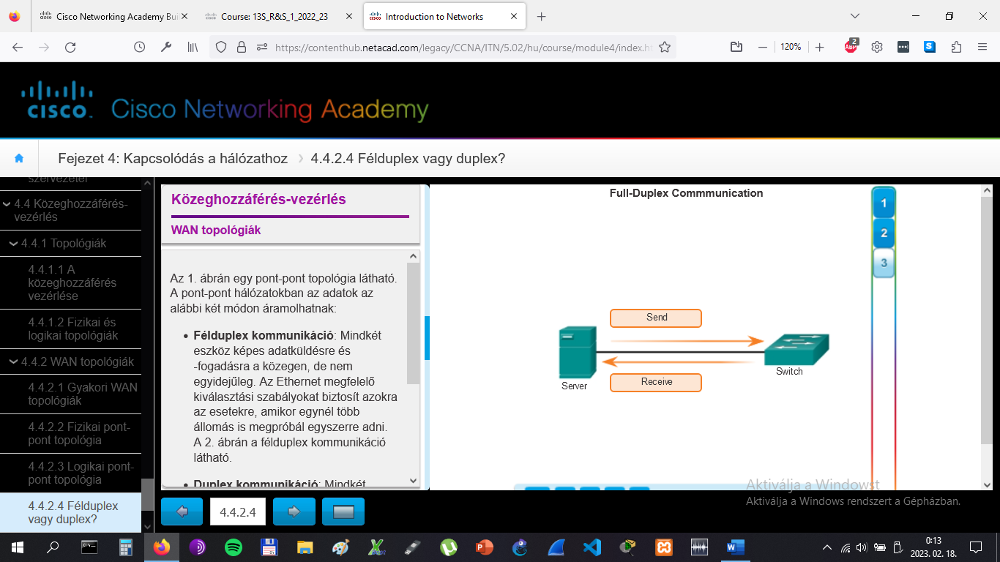 Cisco Networking Academy Bui
Course: 13S_R&S_1_2022_23
Introduction to Networks
https://contenthub.netacad.com/legacy/CCNA/ITN/5.02/hu/course/module4/index.ht
120%
2
ABP
CISCO
Cisco Networking Academy
Fejezet 4: Kapcsolódás a hálózathoz
4.4.2.4 Félduplex vagy duplex?
szervezetei
4.4 Közeghozzáférés-
vezérlés
4.4.1 Topológiák
4.4.1.1 A
közeghozzáférés
vezérlése
4.4.1.2 Fizikai és
logikai topológiák
4.4.2 WAN topológiák
4.4.2.1 Gyakori WAN
topológiák
4.4.2.2 Fizikai pont-
pont topológia
4.4.2.3 Logikai pont-
pont topológia
4.4.2.4 Félduplex
vagy duplex?
Közeghozzáférés-vezérlés
WAN topológiák
Az 1. ábrán egy pont-pont topológia látható.
A pont-pont hálózatokban az adatok az
alábbi két módon áramolhatnak:
• Félduplex kommunikáció: Mindkét
eszköz képes adatküldésre és
-fogadásra a közegen, de nem
egyidejűleg. Az Ethernet megfelelő
kiválasztási szabályokat biztosít azokra
az esetekre, amikor egynél több
állomás is megpróbál egyszerre adni.
A 2. ábrán a félduplex kommunikáció
látható.
• Duplex kommunikáció: Mindkét
4.4.2.4
Full-Duplex Commmunication
1
2
3
Send
Receive
Server
Switch
Aktiválja a Windowst
Aktiválja a Windows rendszert a Gépházban.
0:13
2023. 02. 18.